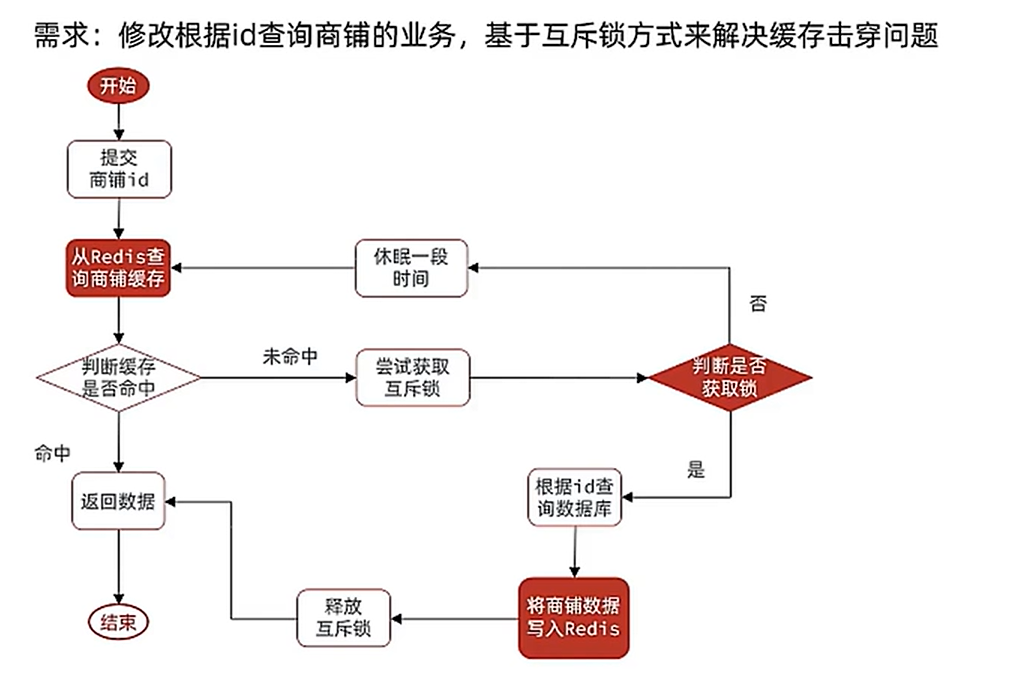 需求：修改根据id查询商铺的业务，基于互斥锁方式来解决缓存击穿问题
开始
提交
商铺id
从Redis查
询商铺缓存
休眠一段
时间
否
判断缓存
是否命中
未命中
尝试获取
互斥锁
判断是否
获取锁
命中
是
返回数据
根据id查
询数据库
将商铺数据
写入Redis
释放
互斥锁
结束